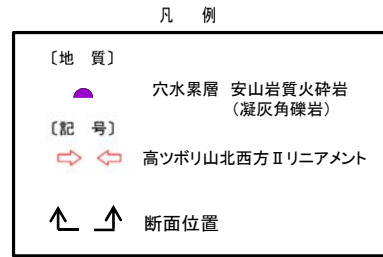 凡 例
〔地 質〕
穴水累層 安山岩質火砕岩
(凝灰角礫岩)
〔記 号〕
高ツボリ山北西方Ⅱリニアメント
断面位置